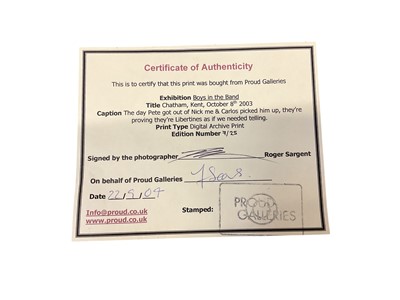 Certificate of Authenticity
This is to certify that this print was bought from Proud Galleries
Exhibition Boys in the Band
Title Chatham, Kent, October 8th 2003
Caption The day Pete got out of Nick me & Carlos picked him up, they're
proving they're Libertines as if we needed telling.
Print Type Digital Archive Print
Edition Number 9/25
Signed by the photographer Roger Sargent
On behalf of Proud Galleries
Date 22/9/04
Info@proud.co.uk
www.proud.co.uk
Stamped:
PROUD
GALLERIES